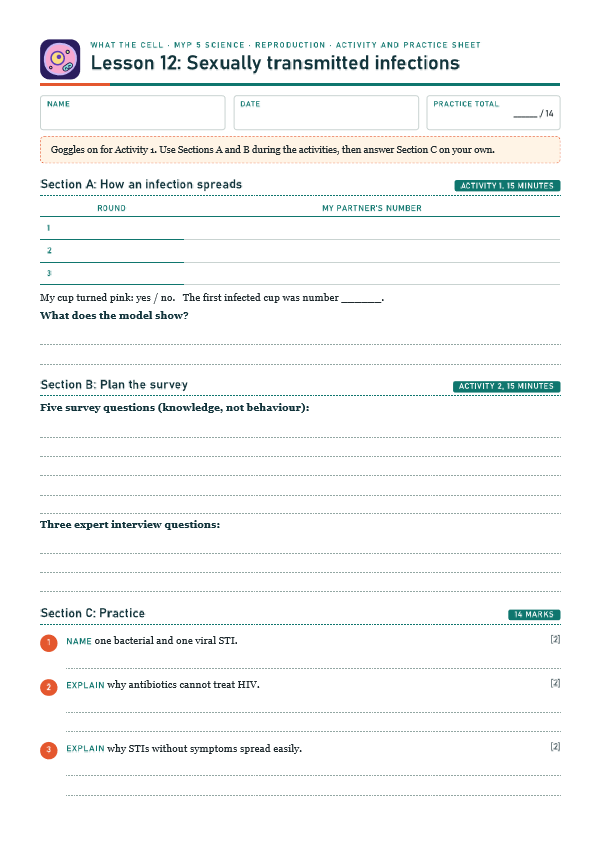 WHAT THE CELL · MYP 5 SCIENCE · REPRODUCTION · ACTIVITY AND PRACTICE SHEET
Lesson 12: Sexually transmitted infections
NAME
DATE
PRACTICE TOTAL
_____ / 14
Goggles on for Activity 1. Use Sections A and B during the activities, then answer Section C on your own.
Section A: How an infection spreads
ACTIVITY 1, 15 MINUTES
ROUND MY PARTNER'S NUMBER
1
2
3
My cup turned pink: yes / no. The first infected cup was number _______.
What does the model show?
Section B: Plan the survey
ACTIVITY 2, 15 MINUTES
Five survey questions (knowledge, not behaviour):
Three expert interview questions:
Section C: Practice
14 MARKS
1 NAME one bacterial and one viral STI. [2]
2 EXPLAIN why antibiotics cannot treat HIV. [2]
3 EXPLAIN why STIs without symptoms spread easily. [2]